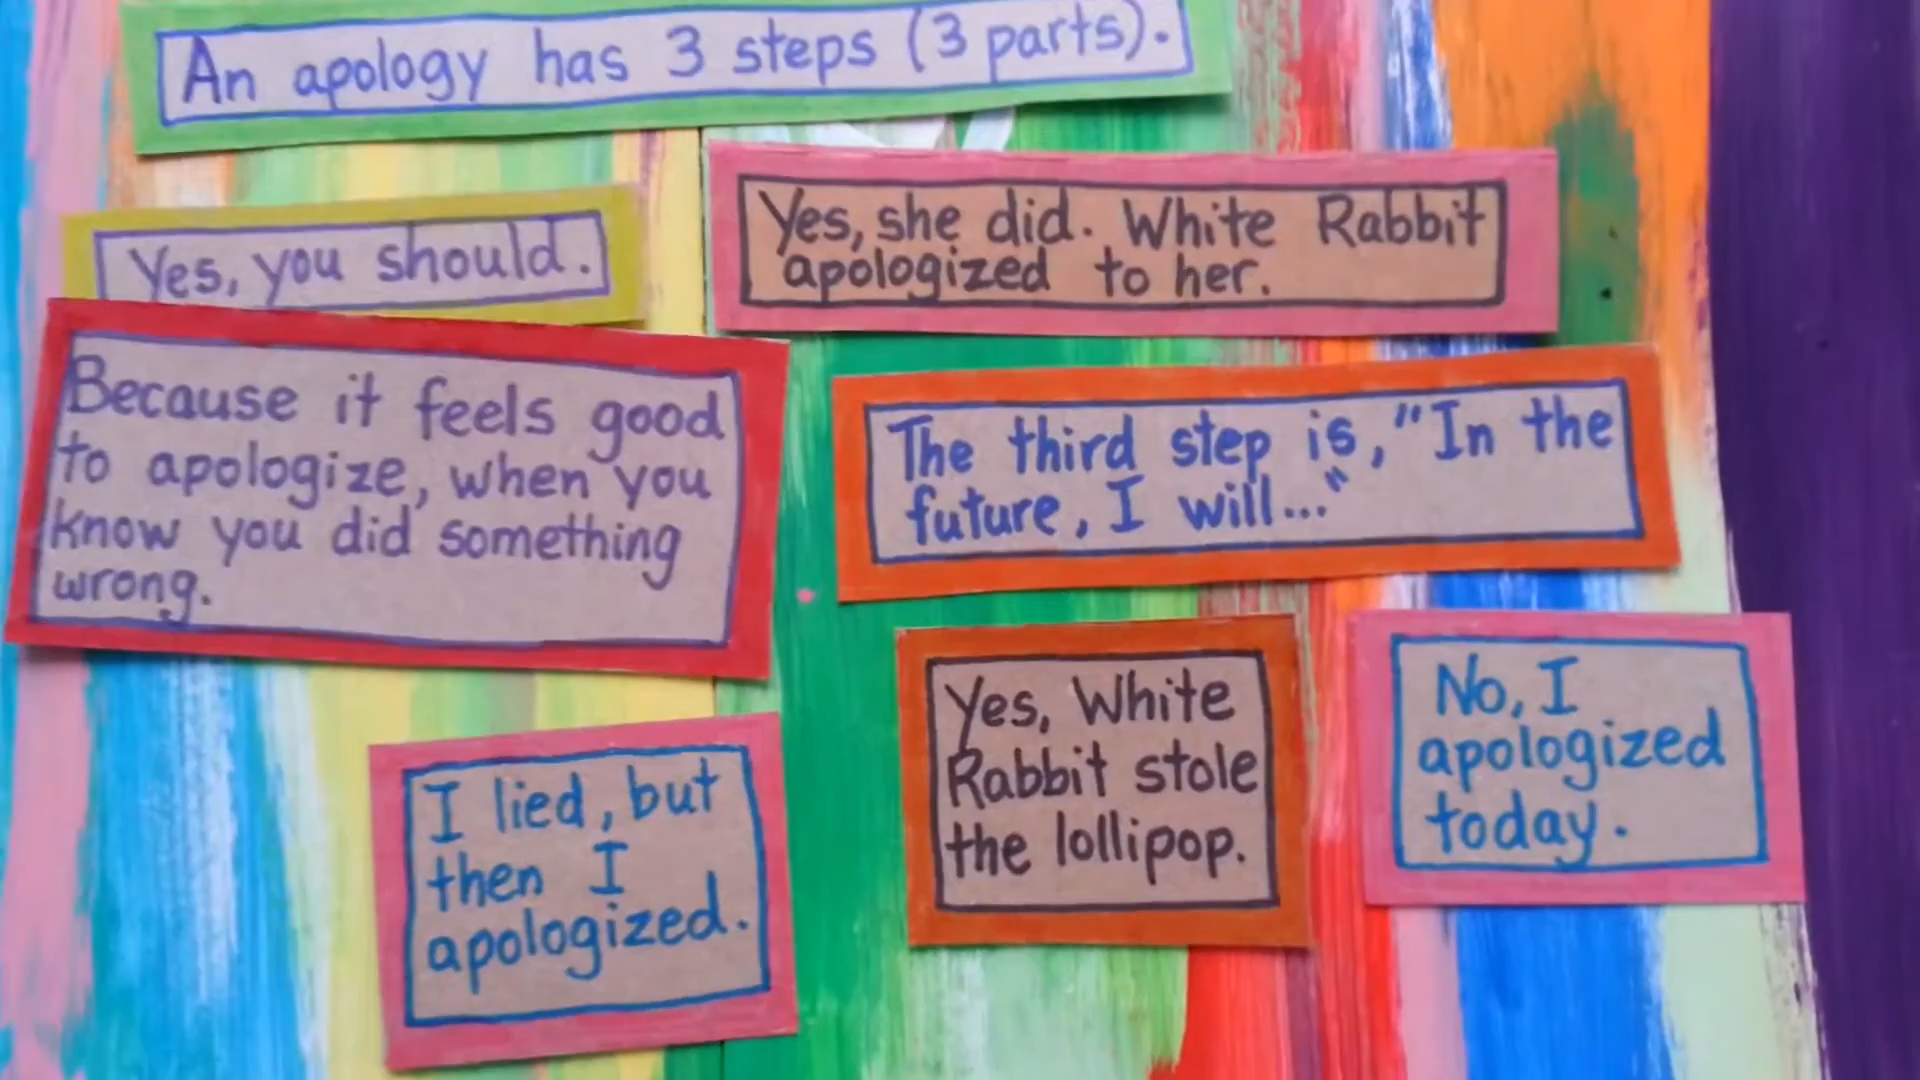 An apology has 3 steps (3 parts).
Yes, you should.
Yes, she did. White Rabbit
apologized to her.
Because it feels good
to apologize, when you
know you did something
wrong.
The third step is, "In the
future, I will..."
I lied, but
then I
apologized.
Yes, White
Rabbit stole
the lollipop.
No, I
apologized
today.